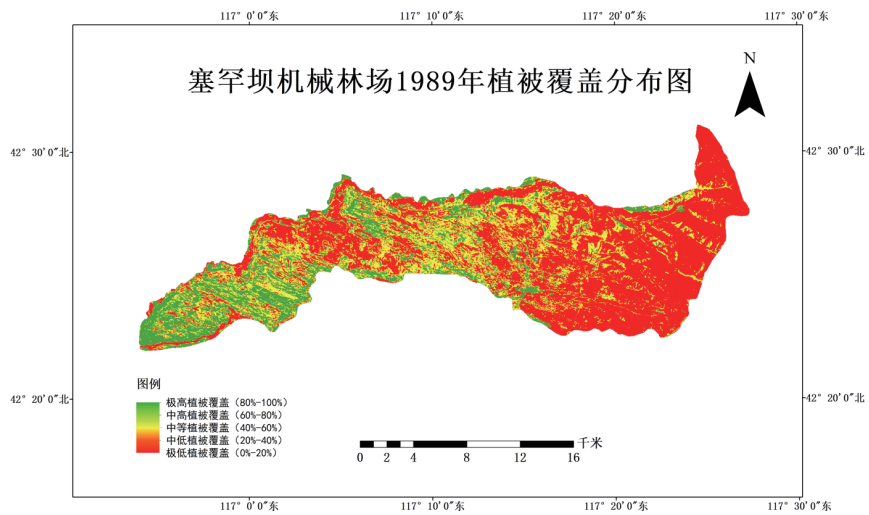 117° 0′0″东 117° 10′0″东 117° 20′0″东 117° 30′0″东
N
塞罕坝机械林场1989年植被覆盖分布图
42° 30′0″北 42° 30′0″北
图例
极高植被覆盖（80%-100%）
中高植被覆盖（60%-80%）
中等植被覆盖（40%-60%）
中低植被覆盖（20%-40%）
极低植被覆盖（0%-20%）
42° 20′0″北 42° 20′0″北
千米
0 2 4 8 12 16
117° 0′0″东 117° 10′0″东 117° 20′0″东 117° 30′0″东